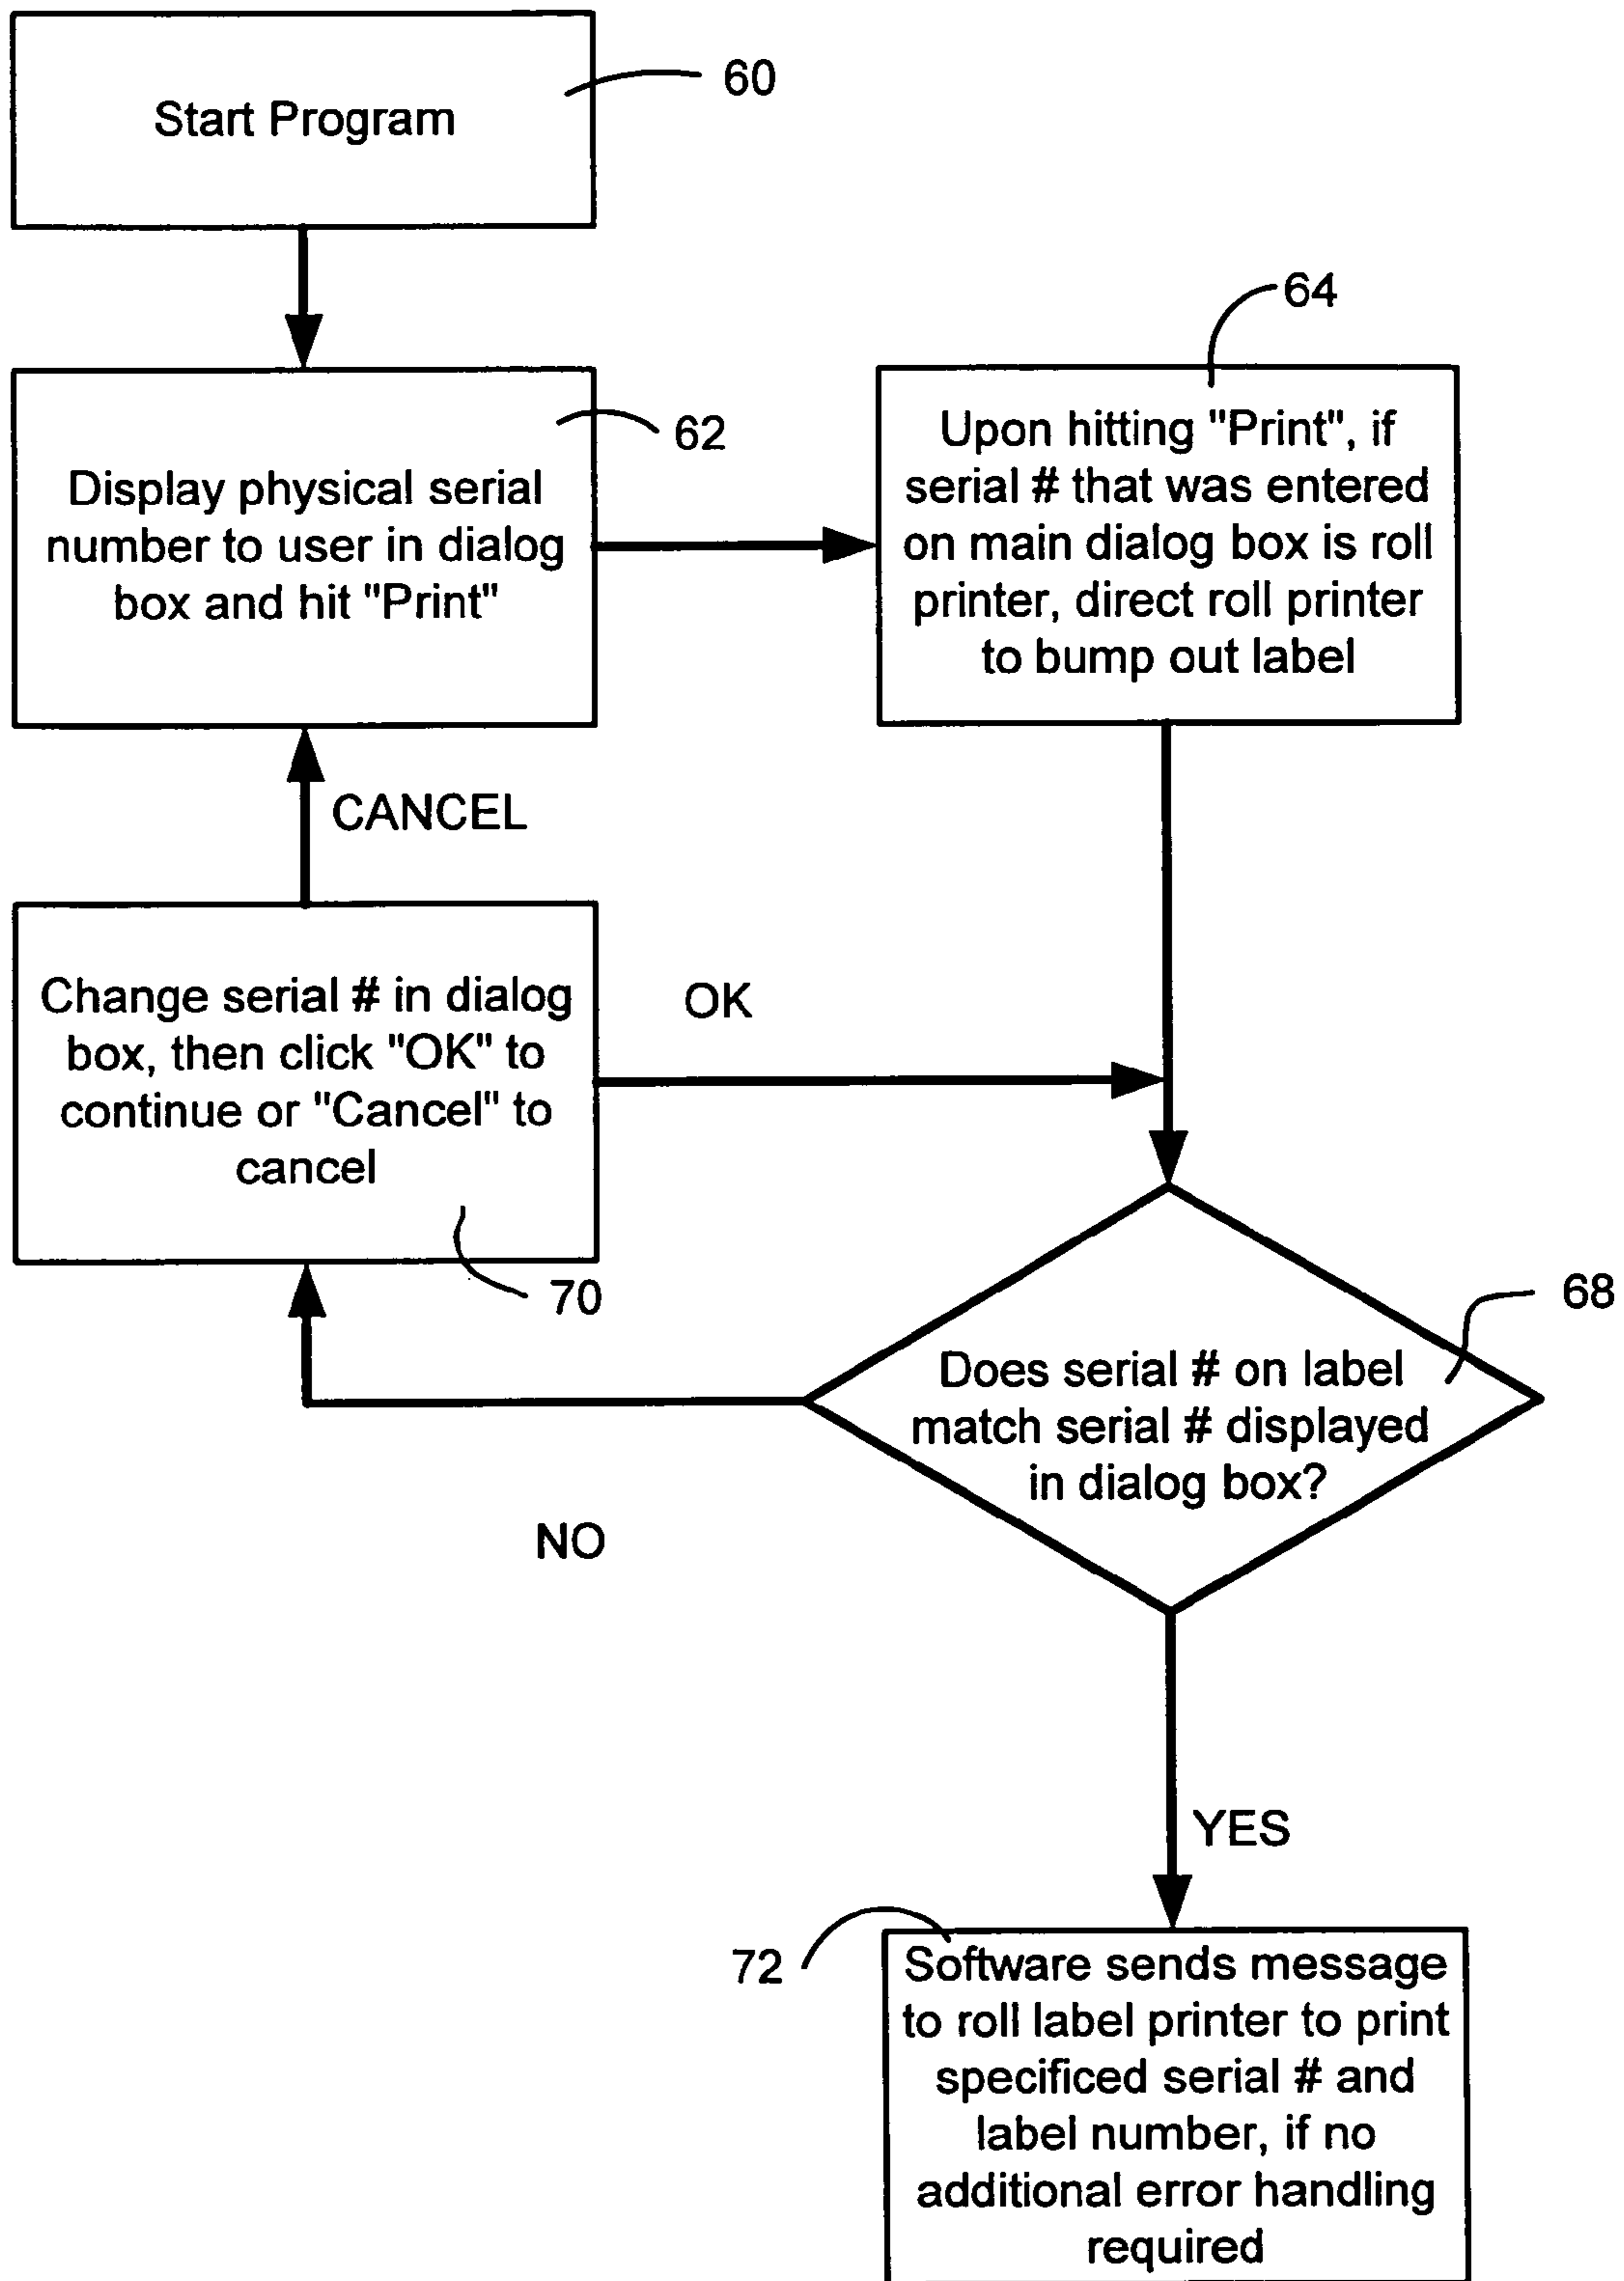 Start Program
60
Display physical serial
number to user in dialog
box and hit "Print"
62
64
Upon hitting "Print", if
serial # that was entered
on main dialog box is roll
printer, direct roll printer
to bump out label
CANCEL
Change serial # in dialog
box, then click "OK" to
continue or "Cancel" to
cancel
70
OK
68
Does serial # on label
match serial # displayed
in dialog box?
NO
YES
72
Software sends message
to roll label printer to print
specificed serial # and
label number, if no
additional error handling
required